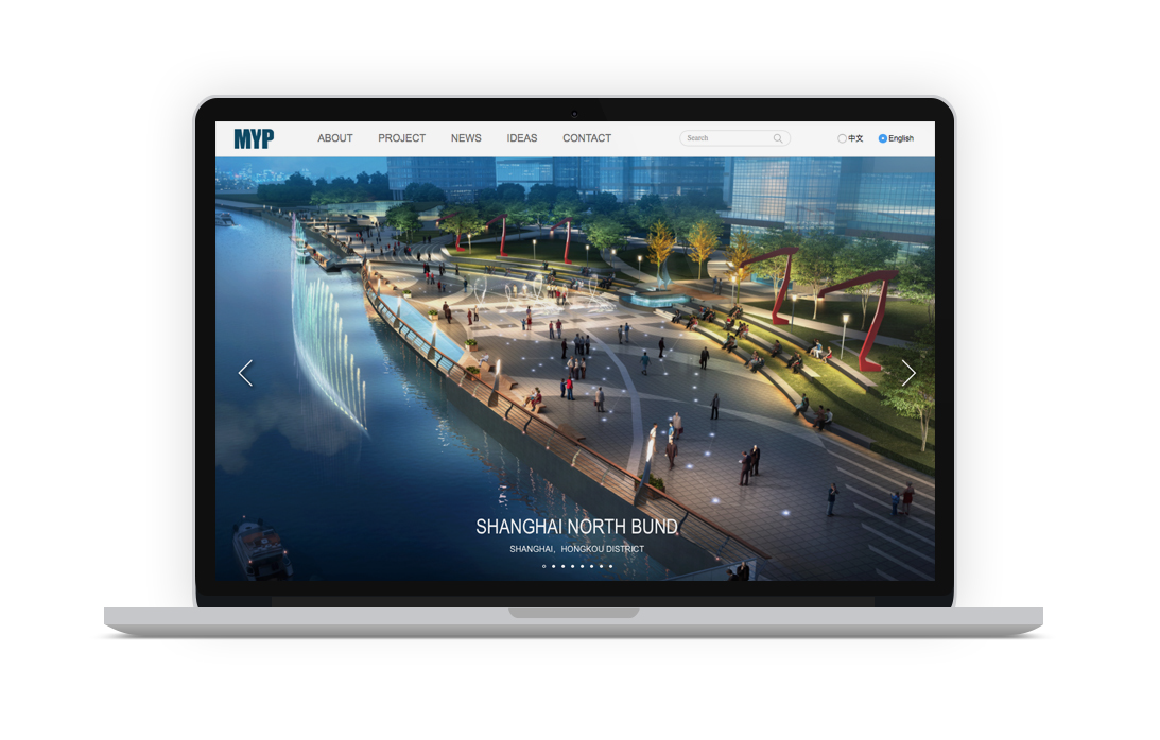 MYP
ABOUT PROJECT NEWS IDEAS CONTACT
Search
中文 English
SHANGHAI NORTH BUND
SHANGHAI, HONGKOU DISTRICT